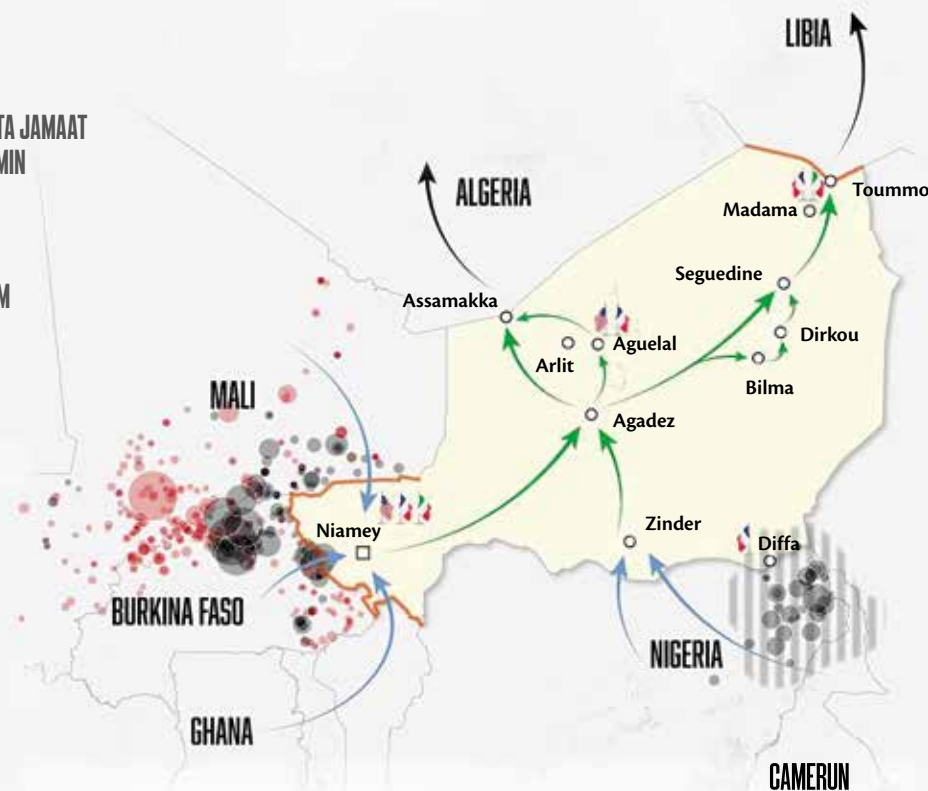 LIBIA
TA JAMAAT
MIN
ALGERIA
Toummo
Madama
Seguedine
M
Assamakka
Dirkou
Aguelal
Arlit
Bilma
MALI
Agadez
Niamey
Zinder
Diffa
BURKINA FASO
NIGERIA
GHANA
CAMERUN